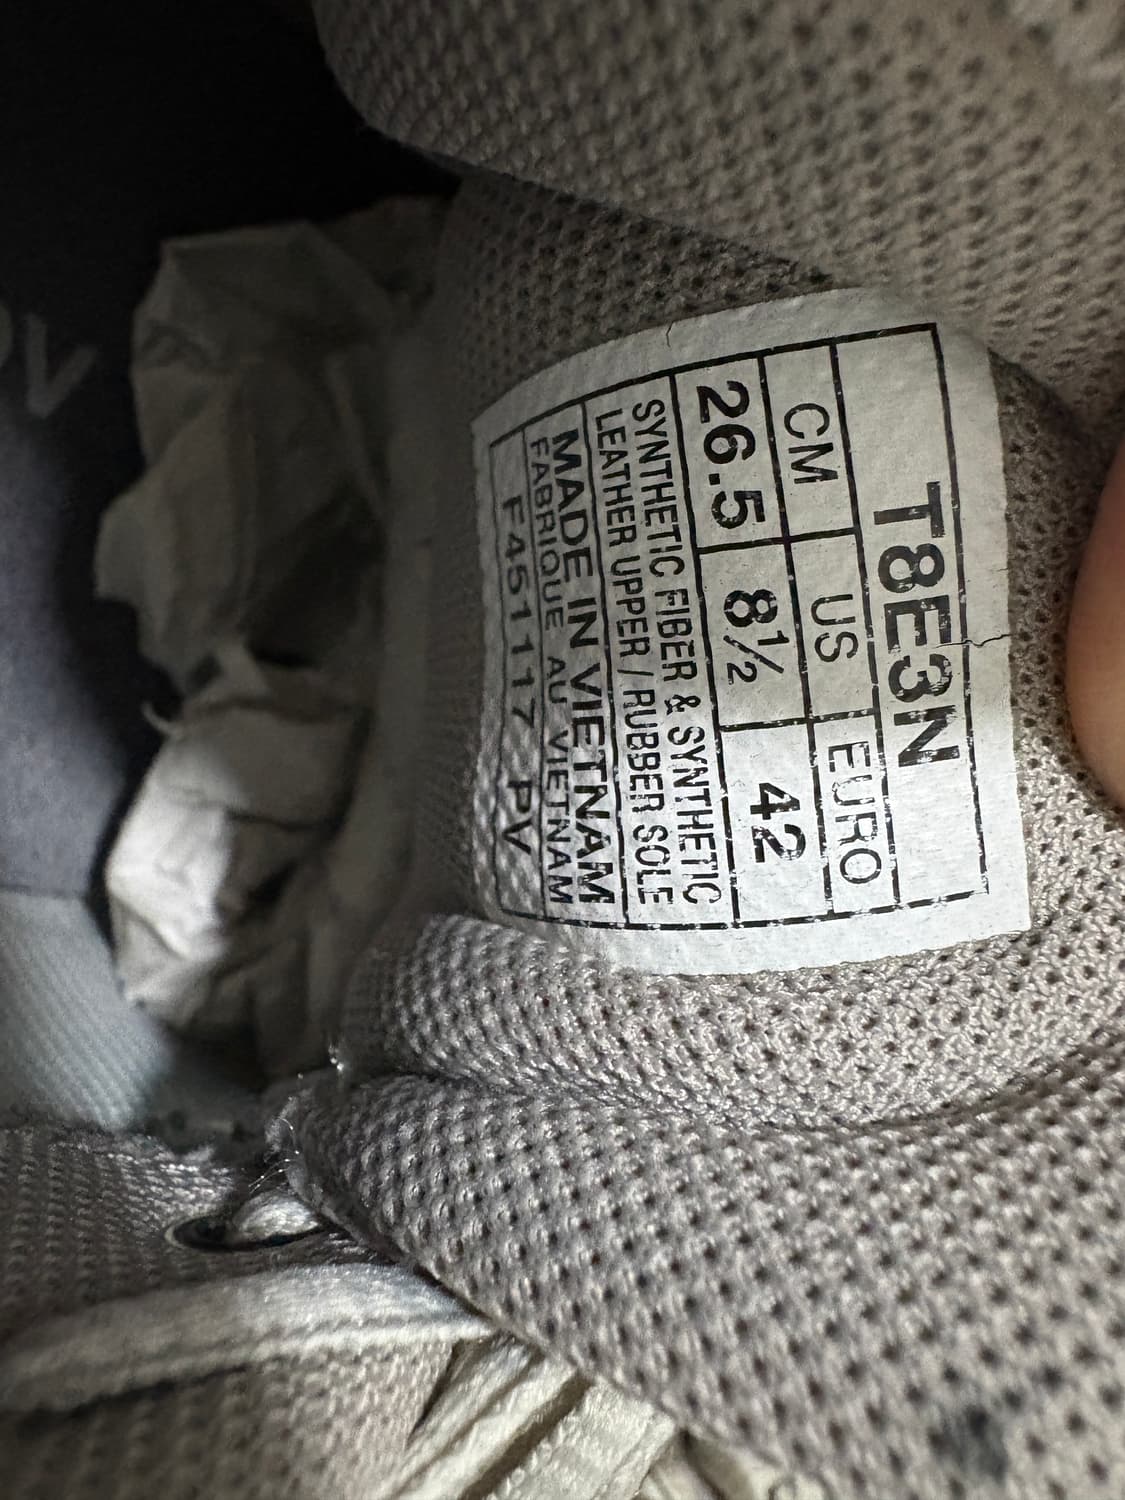 T8E3N
CM US EURO
26.5 8½ 42
SYNTHETIC FIBER & SYNTHETIC
LEATHER UPPER / RUBBER SOLE
MADE IN VIETNAM
FABRIQUE AU VIETNAM
F45117 PV